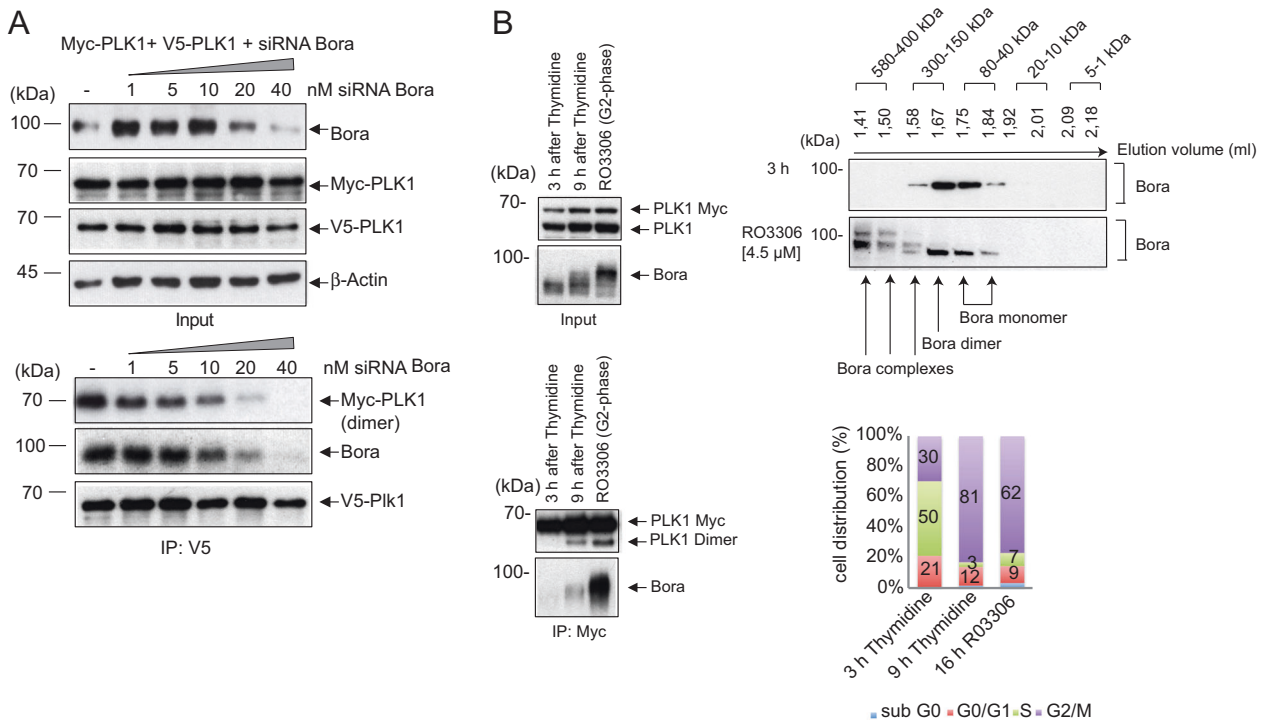 A
Myc-PLK1+ V5-PLK1 + siRNA Bora
(kDa)
- 1 5 10 20 40 nM siRNA Bora
100
Bora
70
Myc-PLK1
70
V5-PLK1
45
β-Actin
Input
(kDa)
- 1 5 10 20 40 nM siRNA Bora
70
Myc-PLK1
(dimer)
100
Bora
70
V5-Plk1
IP: V5
B
3 h after Thymidine
9 h after Thymidine
RO3306 (G2-phase)
(kDa)
70-
PLK1 Myc
PLK1
100-
Bora
Input
3 h after Thymidine
9 h after Thymidine
RO3306 (G2-phase)
(kDa)
70-
PLK1 Myc
PLK1 Dimer
100-
Bora
IP: Myc
580-400 kDa
300-150 kDa
80-40 kDa
20-10 kDa
5-1 kDa
1,41
1,50
1,58
1,67
1,75
1,84
1,92
2,01
2,09
2,18
(kDa)
Elution volume (ml)
3 h
100-
Bora
RO3306
[4.5 µM]
100-
Bora
Bora monomer
Bora dimer
Bora complexes
cell distribution (%)
100%
80%
60%
40%
20%
0%
30
50
21
81
3
12
62
7
9
3 h Thymidine
9 h Thymidine
16 h R03306
sub G0 G0/G1 S G2/M